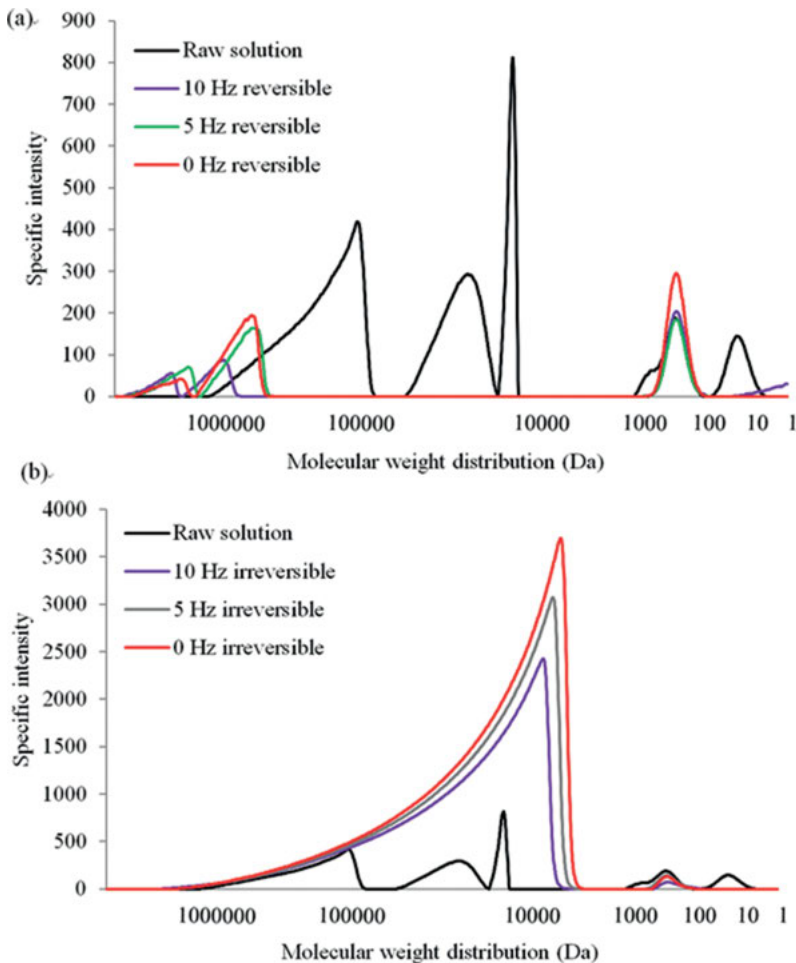 (a)
900
800
700
600
500
400
300
200
100
0
Specific intensity
Raw solution
10 Hz reversible
5 Hz reversible
0 Hz reversible
1000000 100000 10000 1000 100 10 1
Molecular weight distribution (Da)
(b)
4000
3500
3000
2500
2000
1500
1000
500
0
Specific intensity
Raw solution
10 Hz irreversible
5 Hz irreversible
0 Hz irreversible
1000000 100000 10000 1000 100 10 1
Molecular weight distribution (Da)